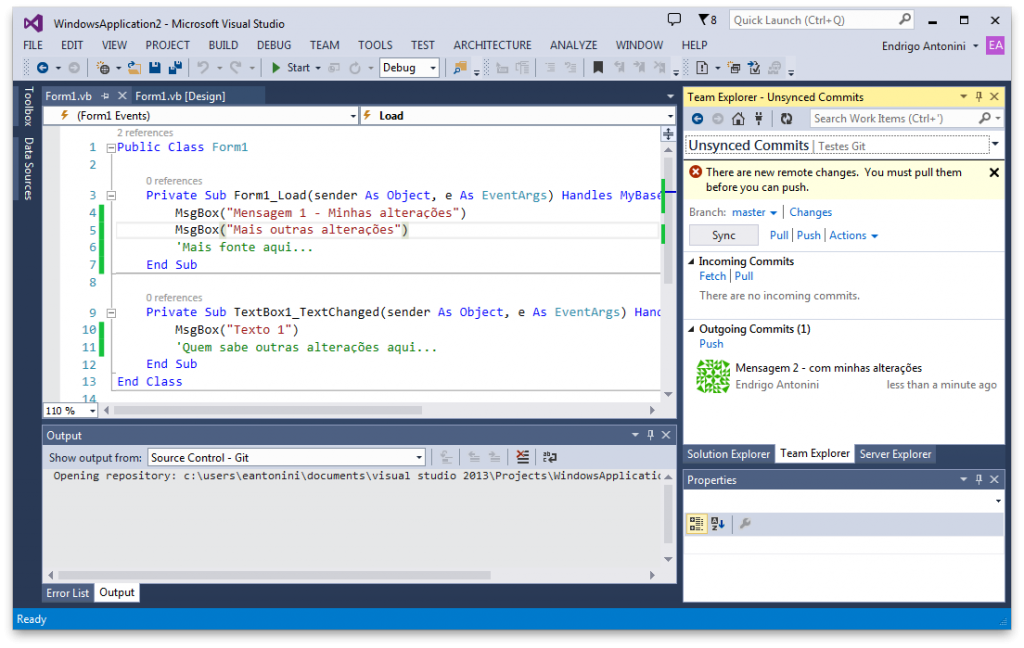 WindowsApplication2 - Microsoft Visual Studio
8
Quick Launch (Ctrl+Q)
FILE EDIT VIEW PROJECT BUILD DEBUG TEAM TOOLS TEST ARCHITECTURE ANALYZE WINDOW HELP
Endrigo Antonini EA
Start Debug
Toolbox
Data Sources
Form1.vb Form1.vb [Design]
(Form1 Events) Load
2 references
1 Public Class Form1
2
0 references
3 Private Sub Form1_Load(sender As Object, e As EventArgs) Handles MyBase
4 MsgBox("Mensagem 1 - Minhas alterações")
5 MsgBox("Mais outras alterações")
6 'Mais fonte aqui...
7 End Sub
8
0 references
9 Private Sub TextBox1_TextChanged(sender As Object, e As EventArgs) Hand
10 MsgBox("Texto 1")
11 'Quem sabe outras alterações aqui...
12 End Sub
13 End Class
14
110 %
Output
Show output from: Source Control - Git
Opening repository: c:\users\eantonini\documents\visual studio 2013\Projects\WindowsApplicatic
Error List Output
Team Explorer - Unsynced Commits
Search Work Items (Ctrl+')
Unsynced Commits | Testes Git
There are new remote changes. You must pull them
before you can push.
Branch: master | Changes
Sync Pull | Push | Actions
Incoming Commits
Fetch | Pull
There are no incoming commits.
Outgoing Commits (1)
Push
Mensagem 2 - com minhas alterações
Endrigo Antonini less than a minute ago
Solution Explorer Team Explorer Server Explorer
Properties
Ready